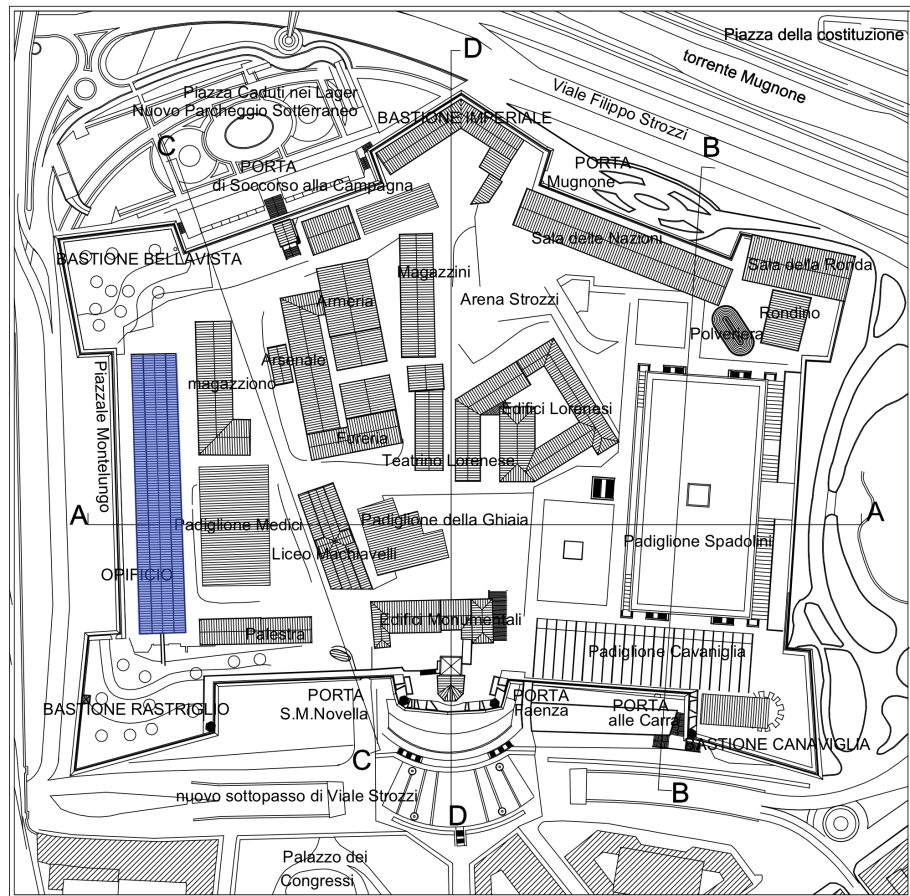 Piazza della costituzione
torrente Mugnone
D
Piazza Caduti nei Lager
Nuovo Parcheggio Sotterraneo
Viale Filippo Strozzi
BASTIONE IMPERIALE
C
B
PORTA
di Soccorso alla Campagna
PORTA
Mugnone
Sala delle Nazioni
BASTIONE BELLAVISTA
Sala della Ronda
Magazzini
Armeria
Arena Strozzi
Rondino
Polveriera
Arsenale
magazziono
Piazzale Montelungo
Edifici Lorenesi
Foreria
Teatrino Lorenese
A
A
Padiglione Medici
Padiglione della Ghiaia
Liceo Machiavelli
Padiglione Spadolini
OPIFICIO
Edifici Monumentali
Palestra
Padiglione Cavaniglia
BASTIONE RASTRIGLIO
PORTA
S.M.Novella
PORTA
Faenza
PORTA
alle Carra
BASTIONE CANAVIGLIA
C
nuovo sottopasso di Viale Strozzi
B
D
Palazzo dei
Congressi